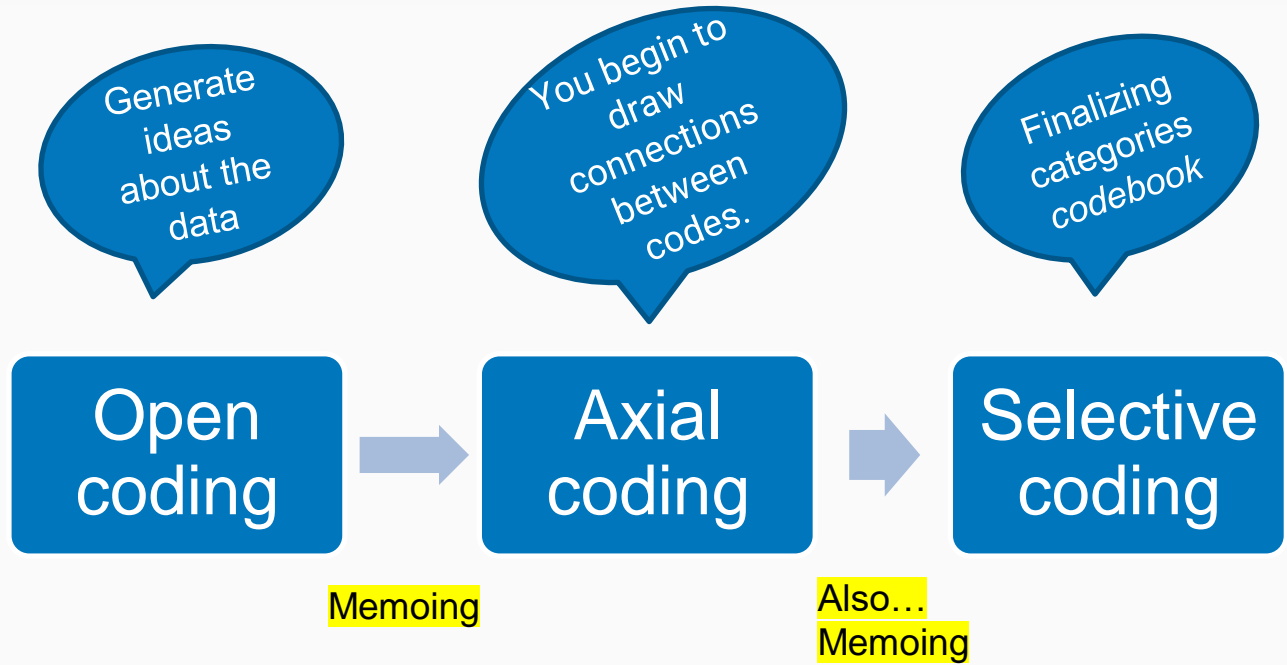 Generate
ideas
about the
data
You begin to
draw
connections
between
codes.
Finalizing
categories
codebook
Open
coding
Axial
coding
Selective
coding
Memoing
Also…
Memoing